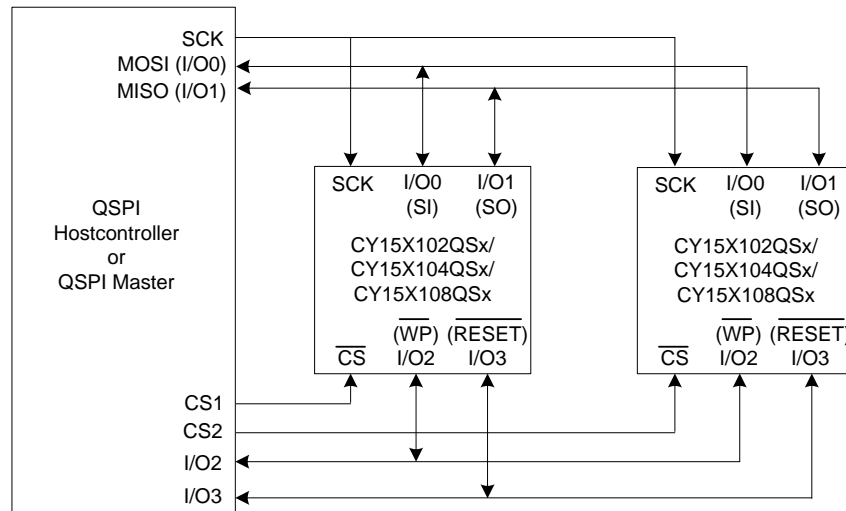 SCK
MOSI (I/O0)
MISO (I/O1)
QSPI
Hostcontroller
or
QSPI Master
CS1
CS2
I/O2
I/O3
SCK I/O0 I/O1
(SI) (SO)
CY15X102QSx/
CY15X104QSx/
CY15X108QSx
(WP) (RESET)
CS I/O2 I/O3
SCK I/O0 I/O1
(SI) (SO)
CY15X102QSx/
CY15X104QSx/
CY15X108QSx
(WP) (RESET)
CS I/O2 I/O3